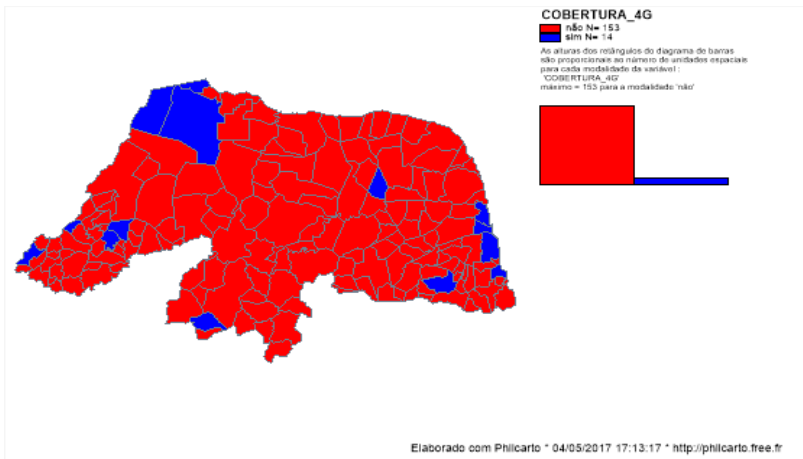 COBERTURA_4G
não N= 153
sim N= 14
As alturas dos retângulos do diagrama de barras
são proporcionais ao número de unidades espaciais
para cada modalidade da variável :
'COBERTURA_4G'
máximo = 153 para a modalidade 'não'
Elaborado com Philcarto * 04/05/2017 17:13:17 * http://philcarto.free.fr